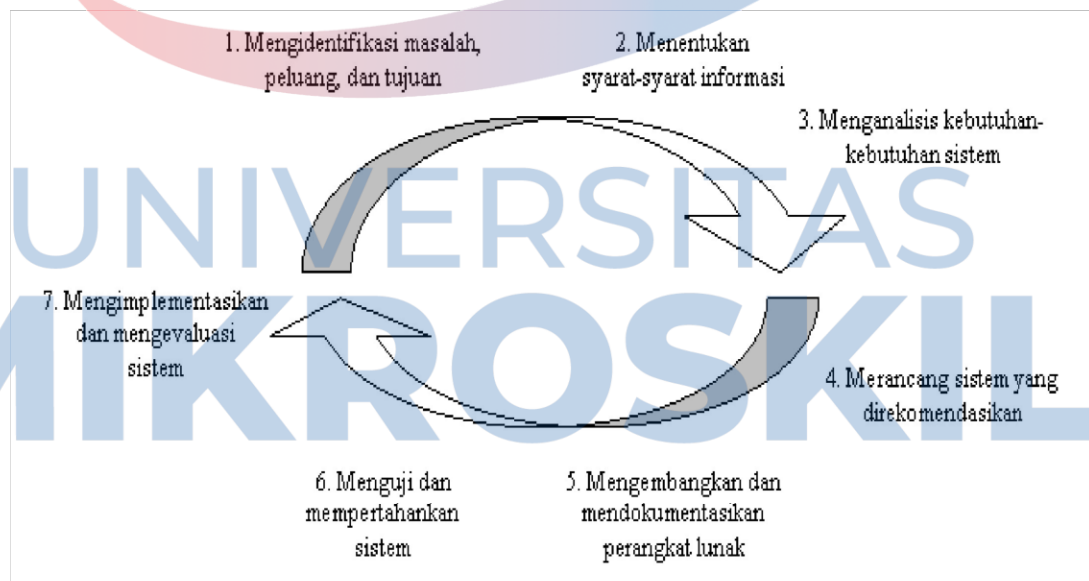 1. Mengidentifikasi masalah,
peluang, dan tujuan
2. Menentukan
syarat-syarat informasi
3. Menganalisis kebutuhan-
kebutuhan sistem
4. Merancang sistem yang
direkomendasikan
5. Mengembangkan dan
mendokumentasikan
perangkat lunak
6. Menguji dan
mempertahankan
sistem
7. Mengimplementasikan
dan mengevaluasi
sistem
UNIVERSITAS
MIKROSKIL